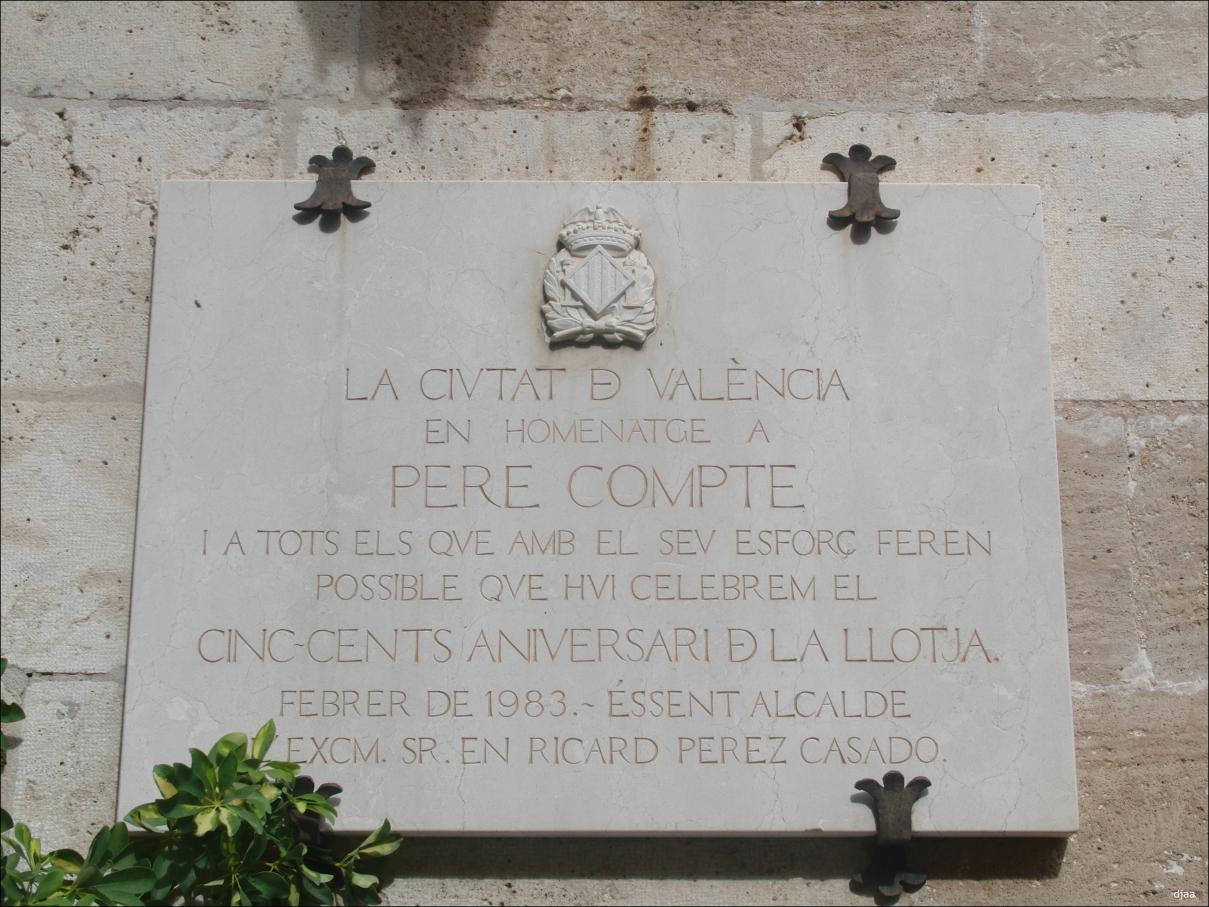 LA CIVTAT Đ VALÈNCIA
EN HOMENATGE A
PERE COMPTE
I A TOTS ELS QVE AMB EL SEV ESFORÇ FEREN
POSSIBLE QVE HVI CELEBREM EL
CINC-CENTS ANIVERSARI Đ LA LLOTJA.
FEBRER DE 1983.~ ÉSSENT ALCALDE
EXCM. SR. EN RICARD PEREZ CASADO.
djaa